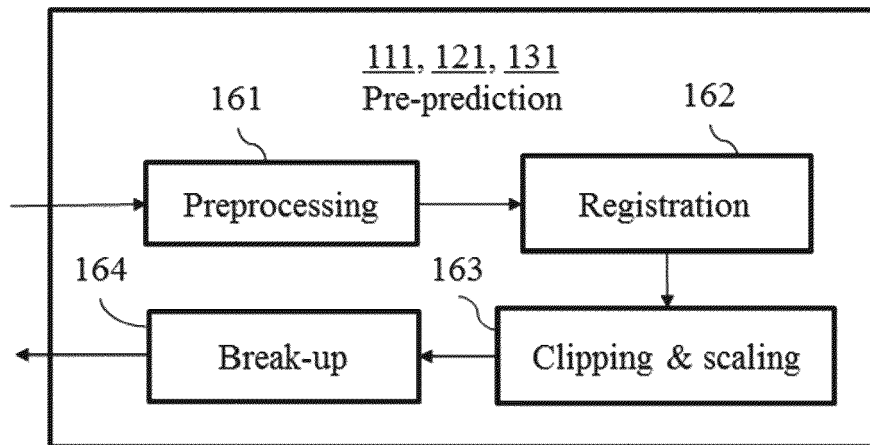 111, 121, 131
Pre-prediction
161
162
Preprocessing
Registration
164
163
Break-up
Clipping & scaling